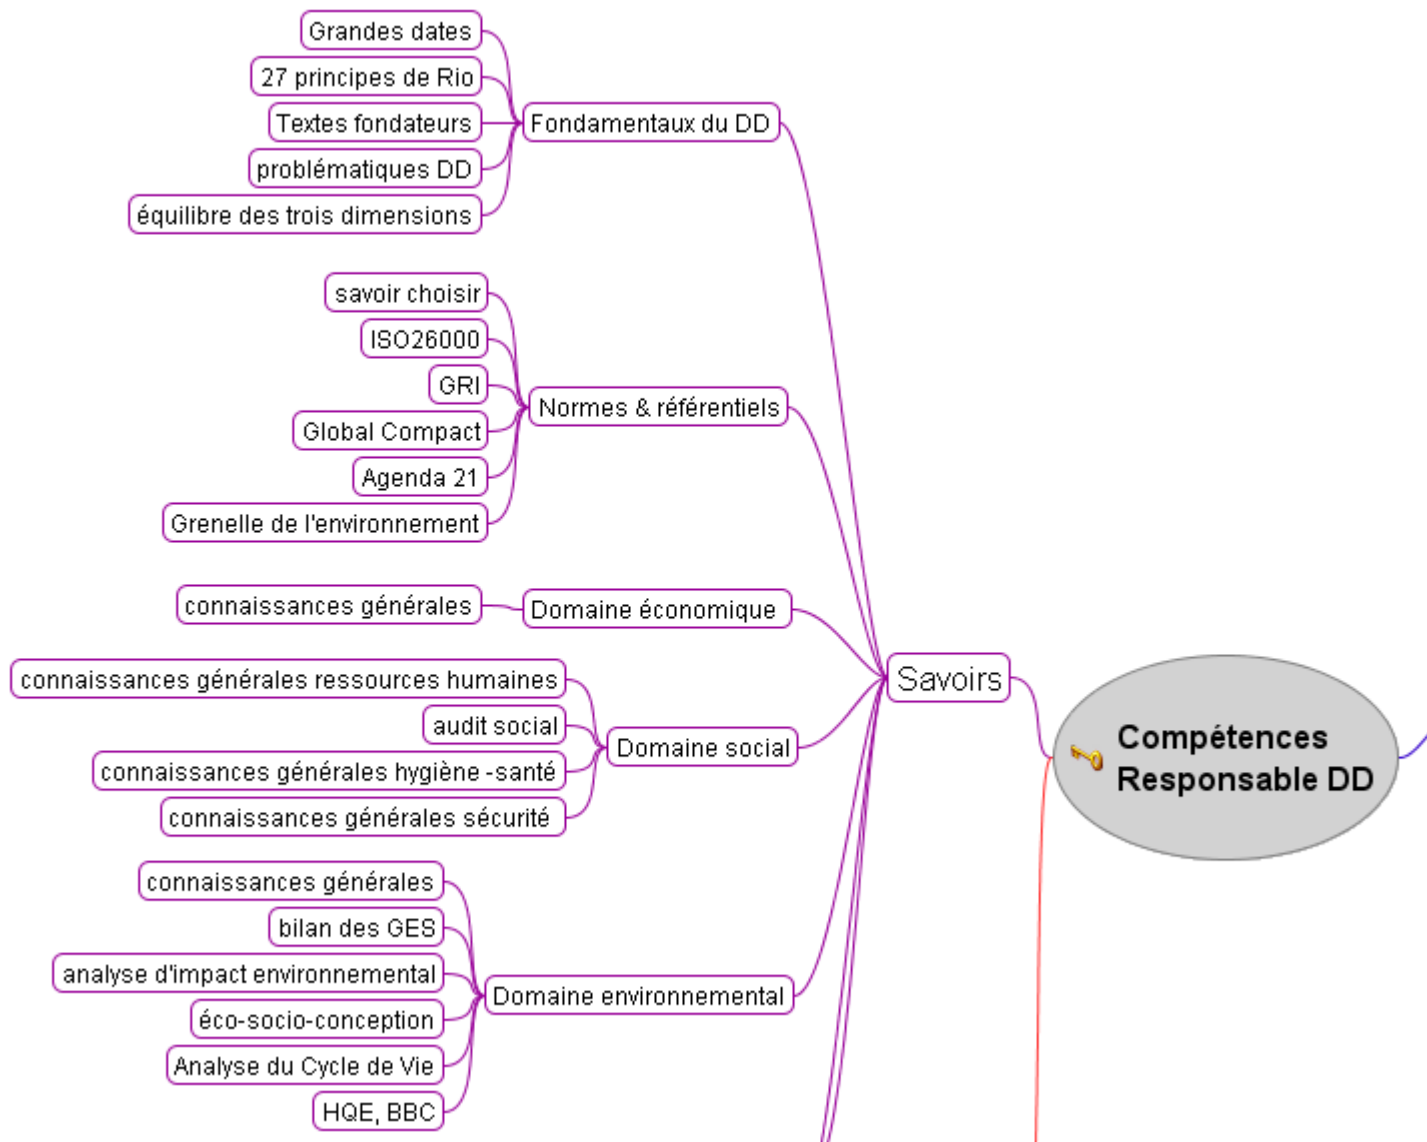 Grandes dates
27 principes de Rio
Textes fondateurs
problématiques DD
équilibre des trois dimensions
Fondamentaux du DD
savoir choisir
ISO26000
GRI
Global Compact
Agenda 21
Grenelle de l'environnement
Normes & référentiels
connaissances générales
Domaine économique
connaissances générales ressources humaines
audit social
connaissances générales hygiène -santé
connaissances générales sécurité
Domaine social
connaissances générales
bilan des GES
analyse d'impact environnemental
éco-socio-conception
Analyse du Cycle de Vie
HQE, BBC
Domaine environnemental
Savoirs
Compétences
Responsable DD